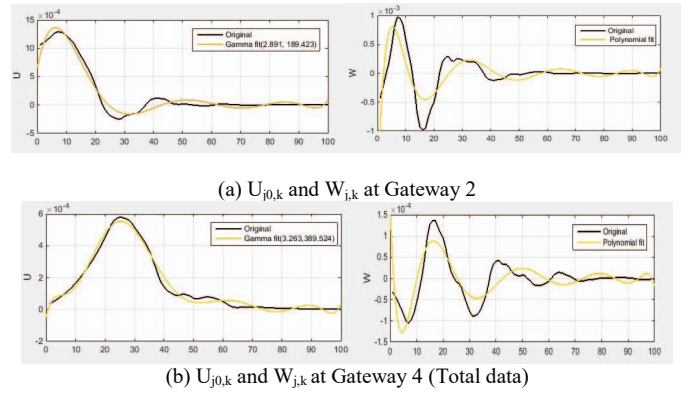 ×10⁻⁴
15
10
5
0
-5
U
Original
Gamma fit(2.891, 189.423)
0 10 20 30 40 50 60 70 80 90 100
×10⁻³
1
0.5
0
-0.5
-1
W
Original
Polynomial fit
0 10 20 30 40 50 60 70 80 90 100
(a) Uj0,k and Wj,k at Gateway 2
×10⁻⁴
6
4
2
0
-2
U
Original
Gamma fit(3.263,389.524)
0 10 20 30 40 50 60 70 80 90 100
×10⁻⁴
1.5
1
0.5
0
-0.5
-1
-1.5
W
Original
Polynomial fit
0 10 20 30 40 50 60 70 80 90 100
(b) Uj0,k and Wj,k at Gateway 4 (Total data)